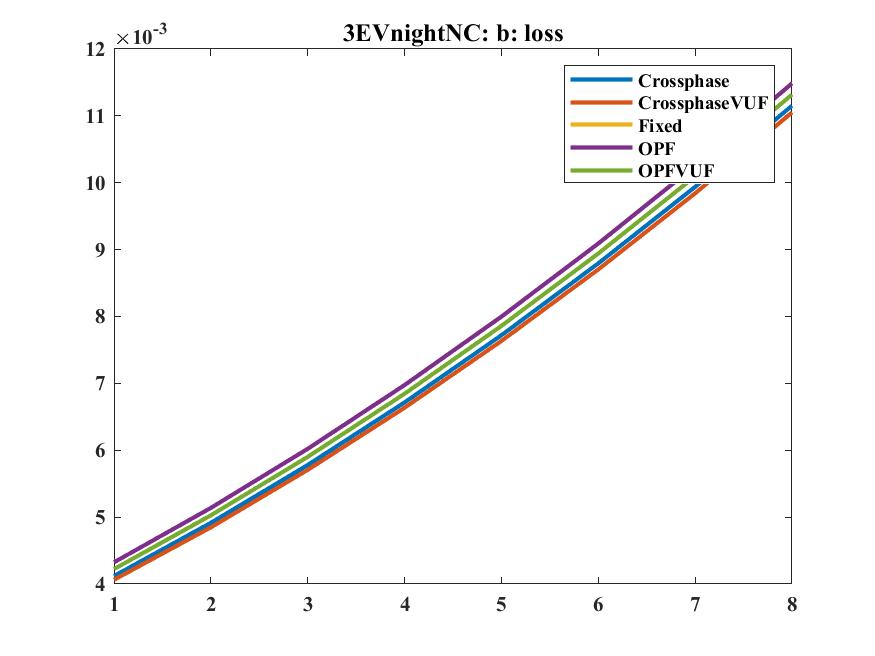 3EVnightNC: b: loss
×10-3
12
11
10
9
8
7
6
5
4
1 2 3 4 5 6 7 8
Crossphase
CrossphaseVUF
Fixed
OPF
OPFVUF